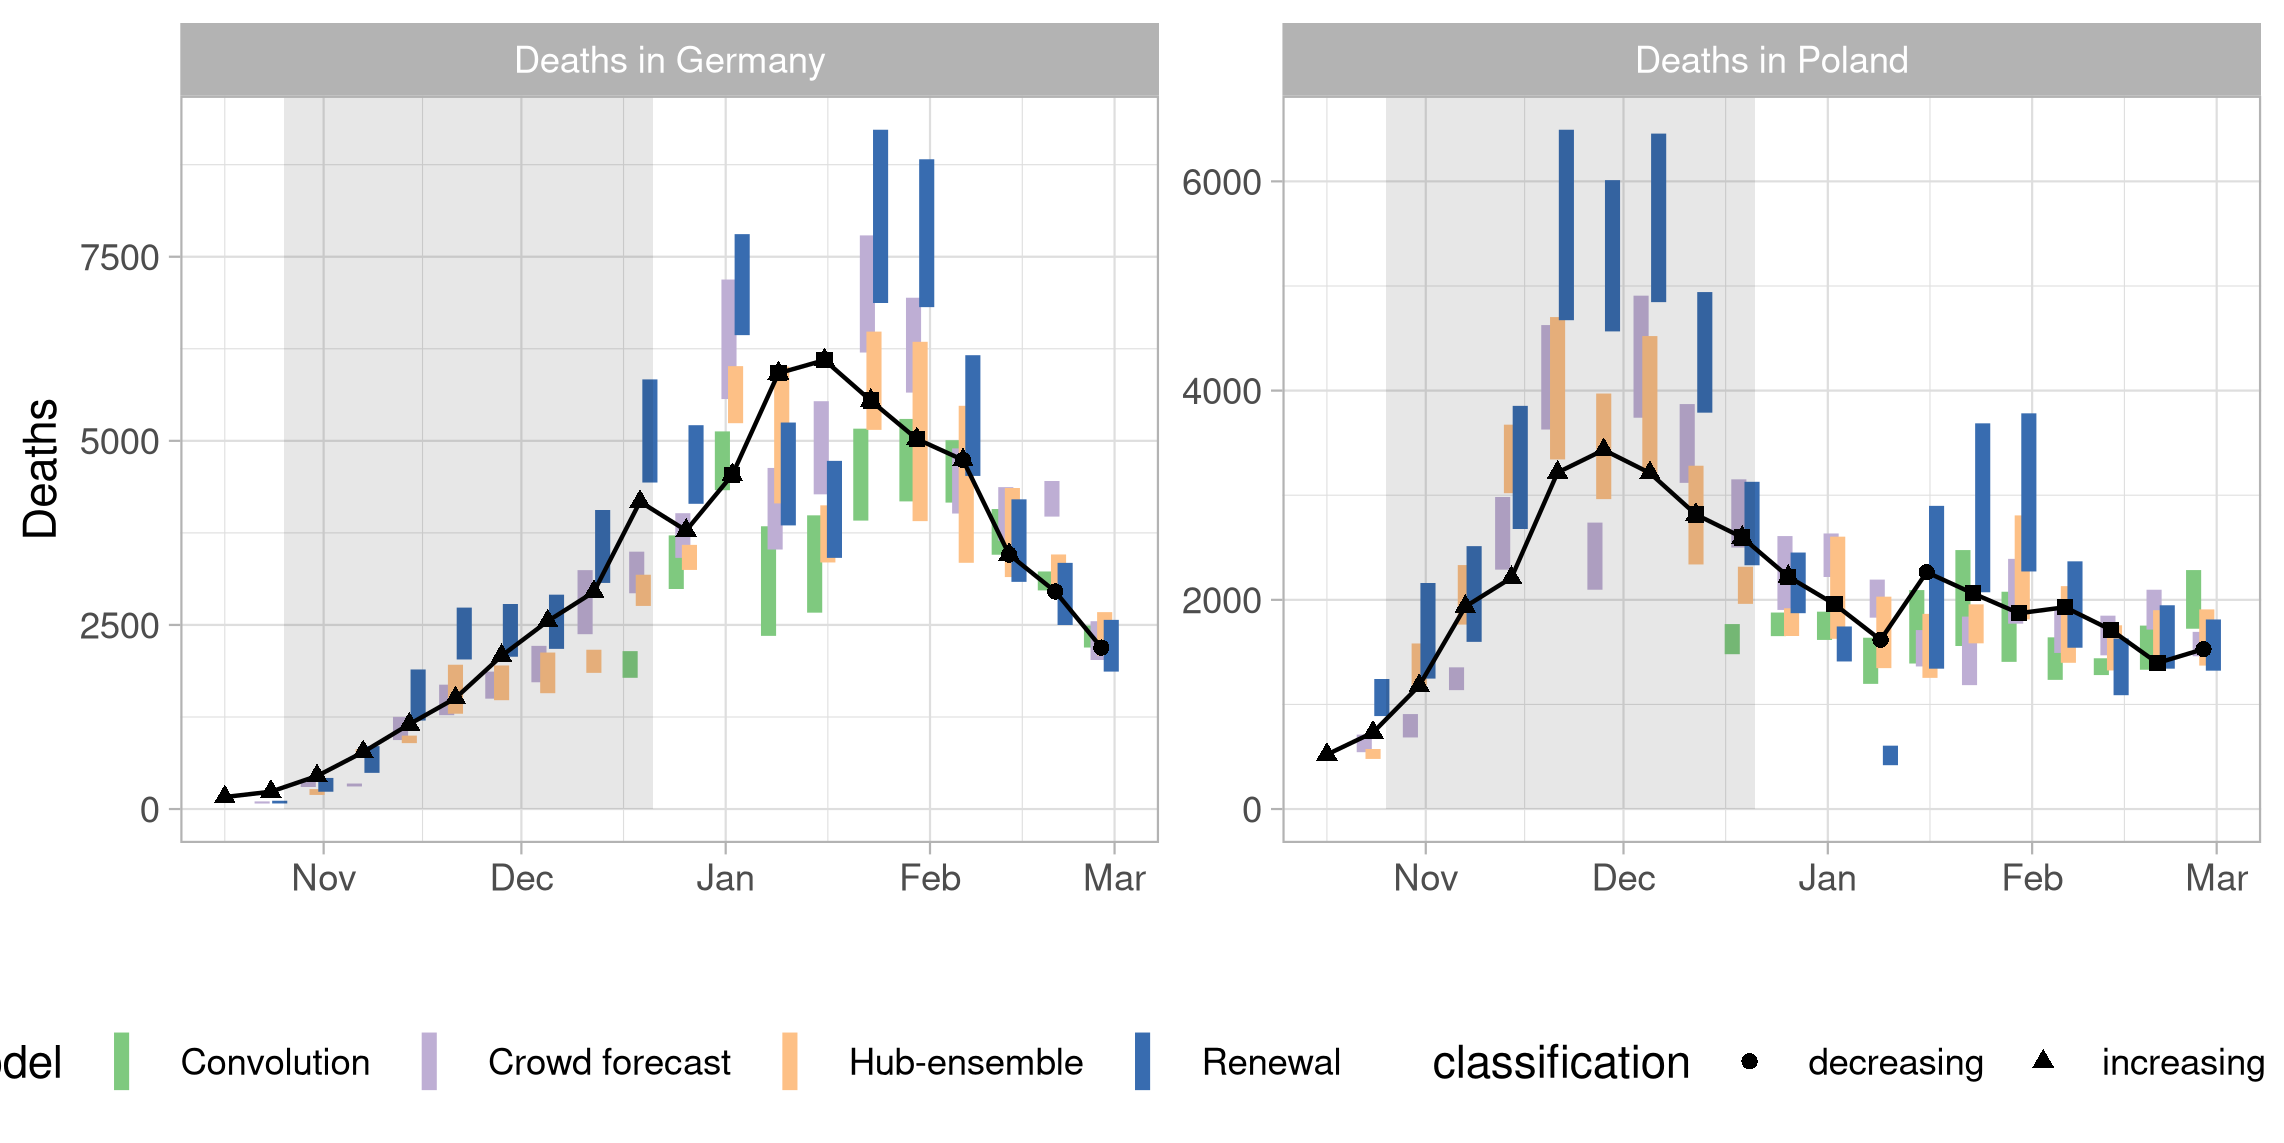 Deaths in Germany
Deaths in Poland
Deaths
7500
5000
2500
0
6000
4000
2000
0
Nov Dec Jan Feb Mar
Nov Dec Jan Feb Mar
del Convolution Crowd forecast Hub-ensemble Renewal classification decreasing increasing